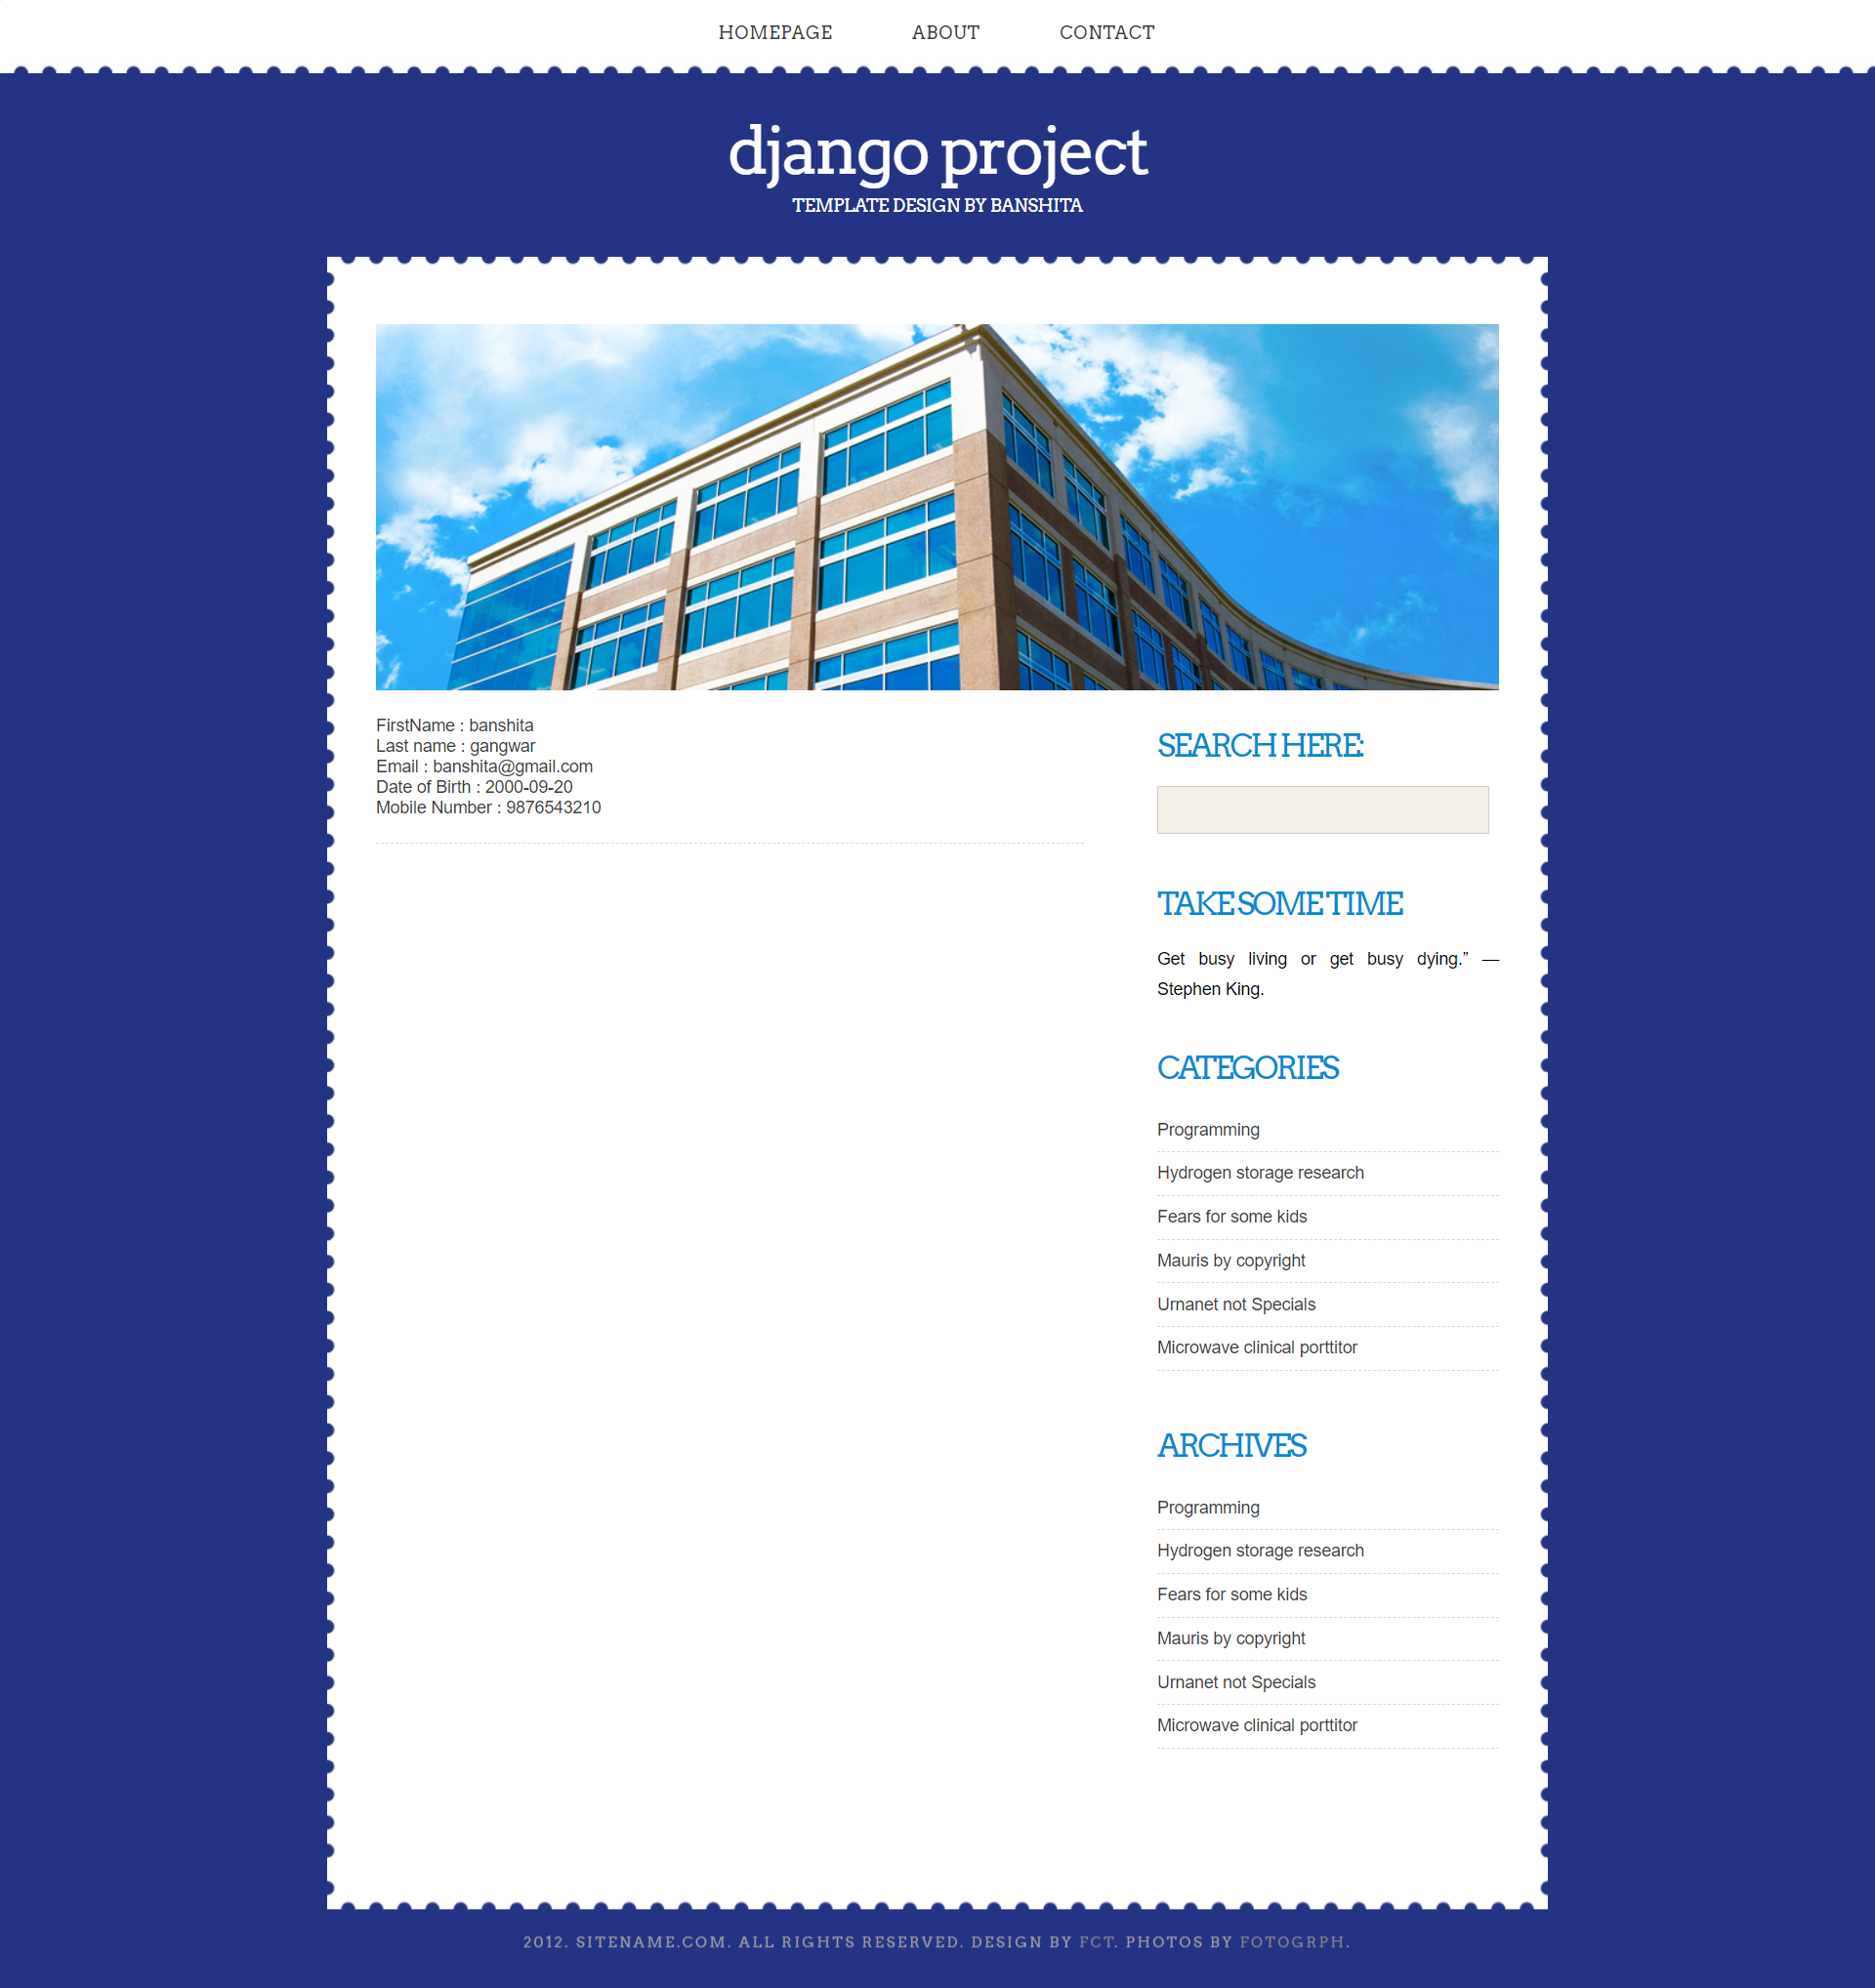 HOMEPAGE ABOUT CONTACT
django project
TEMPLATE DESIGN BY BANSHITA
FirstName : banshita
Last name : gangwar
Email : banshita@gmail.com
Date of Birth : 2000-09-20
Mobile Number : 9876543210
SEARCH HERE:
TAKE SOME TIME
Get busy living or get busy dying.” —
Stephen King.
CATEGORIES
Programming
Hydrogen storage research
Fears for some kids
Mauris by copyright
Urnanet not Specials
Microwave clinical porttitor
ARCHIVES
Programming
Hydrogen storage research
Fears for some kids
Mauris by copyright
Urnanet not Specials
Microwave clinical porttitor
2012. SITENAME.COM. ALL RIGHTS RESERVED. DESIGN BY FCT. PHOTOS BY FOTOGRPH.